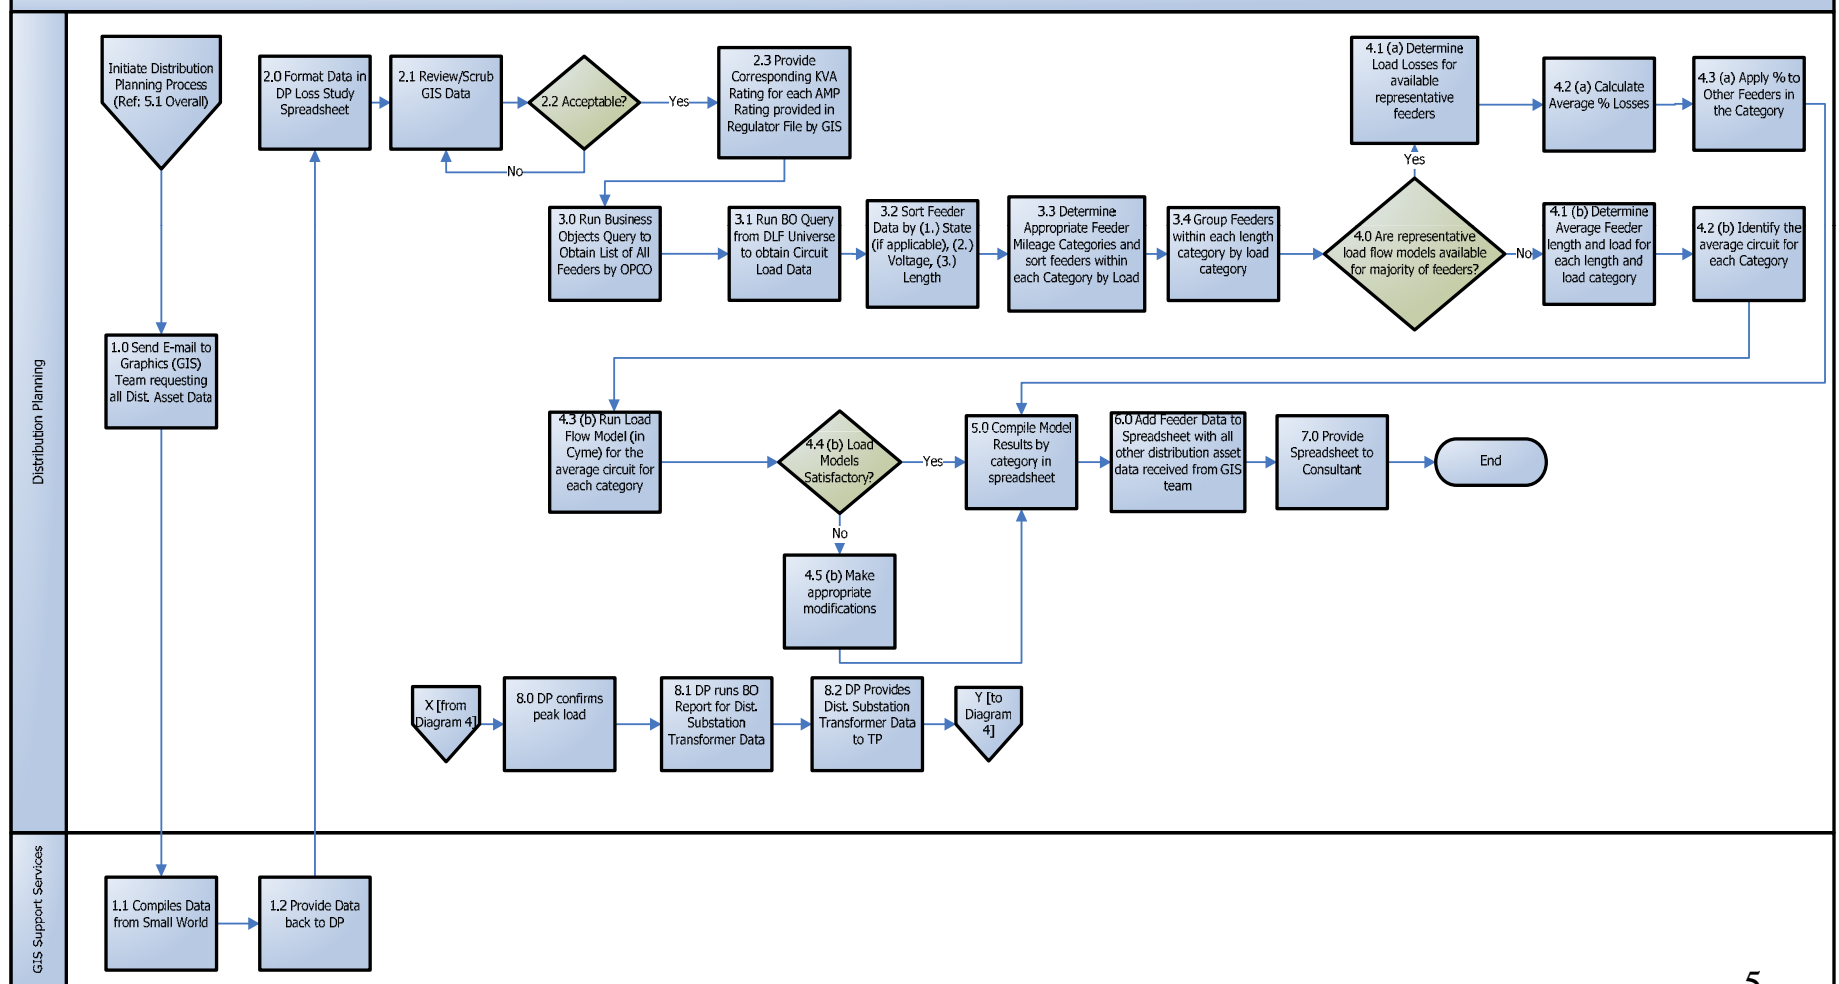 Distribution Planning
Initiate Distribution
Planning Process
(Ref: 5.1 Overall)
2.0 Format Data in
DP Loss Study
Spreadsheet
2.1 Review/Scrub
GIS Data
2.2 Acceptable?
Yes
No
2.3 Provide
Corresponding KVA
Rating for each AMP
Rating provided in
Regulator File by GIS
4.1 (a) Determine
Load Losses for
available
representative
feeders
4.2 (a) Calculate
Average % Losses
4.3 (a) Apply % to
Other Feeders in
the Category
Yes
3.0 Run Business
Objects Query to
Obtain List of All
Feeders by OPCO
3.1 Run BO Query
from DLF Universe
to obtain Circuit
Load Data
3.2 Sort Feeder
Data by (1.) State
(if applicable), (2.)
Voltage, (3.)
Length
3.3 Determine
Appropriate Feeder
Mileage Categories and
sort feeders within
each Category by Load
3.4 Group Feeders
within each length
category by load
category
4.0 Are representative
load flow models available
for majority of feeders?
No
4.1 (b) Determine
Average Feeder
length and load for
each length and
load category
4.2 (b) Identify the
average circuit for
each Category
1.0 Send E-mail to
Graphics (GIS)
Team requesting
all Dist. Asset Data
4.3 (b) Run Load
Flow Model (in
Cyme) for the
average circuit for
each category
4.4 (b) Load
Models
Satisfactory?
Yes
No
5.0 Compile Model
Results by
category in
spreadsheet
6.0 Add Feeder Data to
Spreadsheet with all
other distribution asset
data received from GIS
team
7.0 Provide
Spreadsheet to
Consultant
End
4.5 (b) Make
appropriate
modifications
X [from
Diagram 4]
8.0 DP confirms
peak load
8.1 DP runs BO
Report for Dist.
Substation
Transformer Data
8.2 DP Provides
Dist. Substation
Transformer Data
to TP
Y [to
Diagram
4]
GIS Support Services
1.1 Compiles Data
from Small World
1.2 Provide Data
back to DP
5